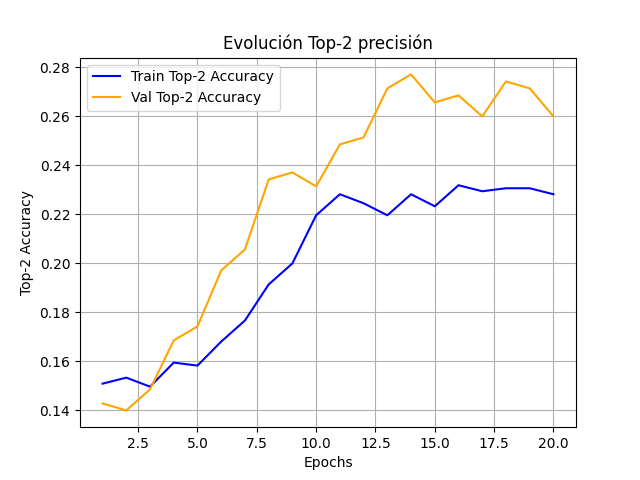 Evolución Top-2 precisión
Train Top-2 Accuracy
Val Top-2 Accuracy
Top-2 Accuracy
0.28
0.26
0.24
0.22
0.20
0.18
0.16
0.14
2.5 5.0 7.5 10.0 12.5 15.0 17.5 20.0
Epochs